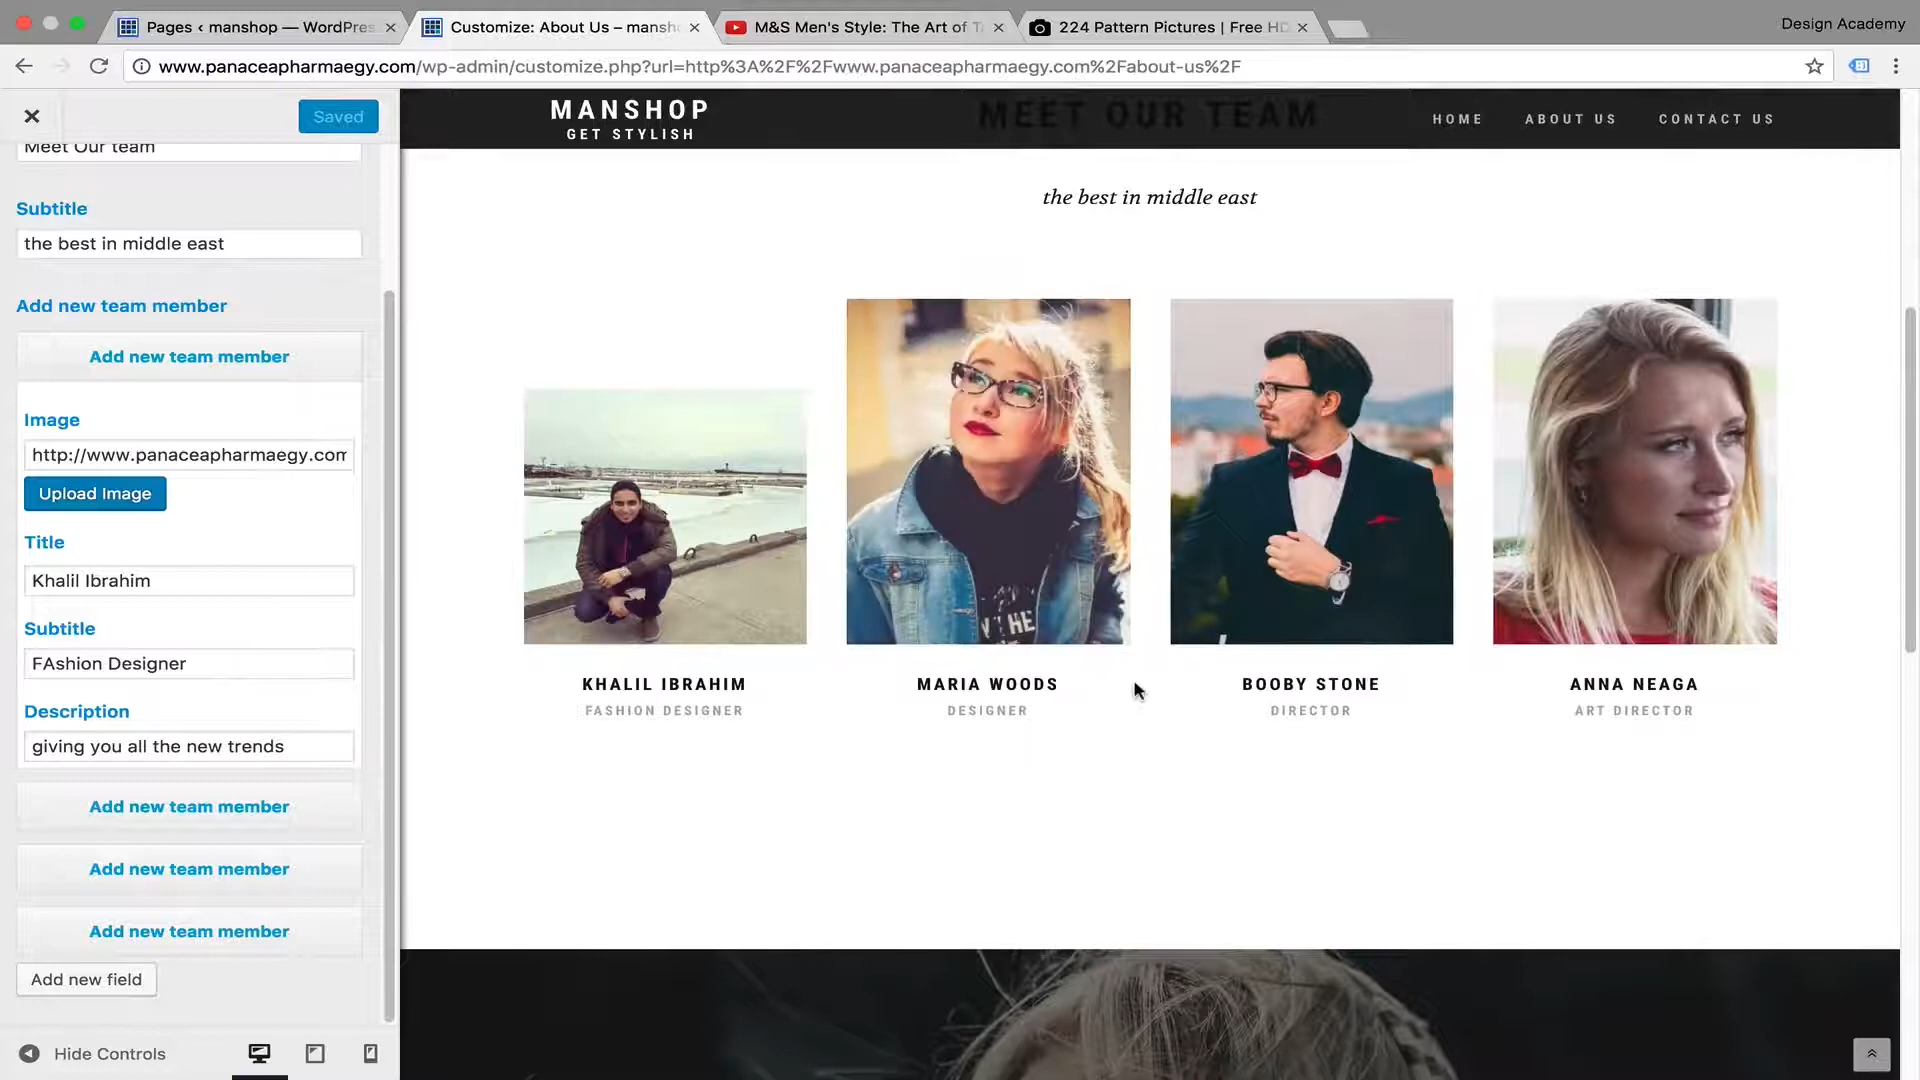 Pages ‹ manshop — WordPres
Customize: About Us – mansh
M&S Men's Style: The Art of T
224 Pattern Pictures | Free HD
Design Academy
www.panaceapharmaegy.com/wp-admin/customize.php?url=http%3A%2F%2Fwww.panaceapharmaegy.com%2Fabout-us%2F
Saved
Meet Our team
Subtitle
the best in middle east
Add new team member
Add new team member
Image
http://www.panaceapharmaegy.com
Upload Image
Title
Khalil Ibrahim
Subtitle
FAshion Designer
Description
giving you all the new trends
Add new team member
Add new team member
Add new team member
Add new field
Hide Controls
MANSHOP
GET STYLISH
MEET OUR TEAM
HOME
ABOUT US
CONTACT US
the best in middle east
KHALIL IBRAHIM
FASHION DESIGNER
MARIA WOODS
DESIGNER
BOOBY STONE
DIRECTOR
ANNA NEAGA
ART DIRECTOR